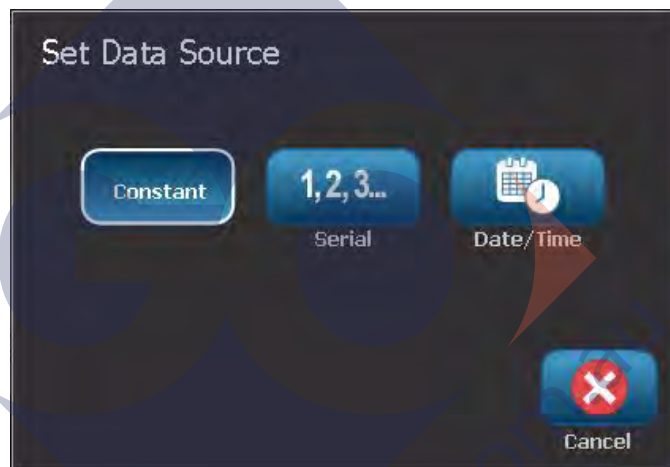 Set Data Source
Constant
1, 2, 3...
Serial
Date/Time
Cancel